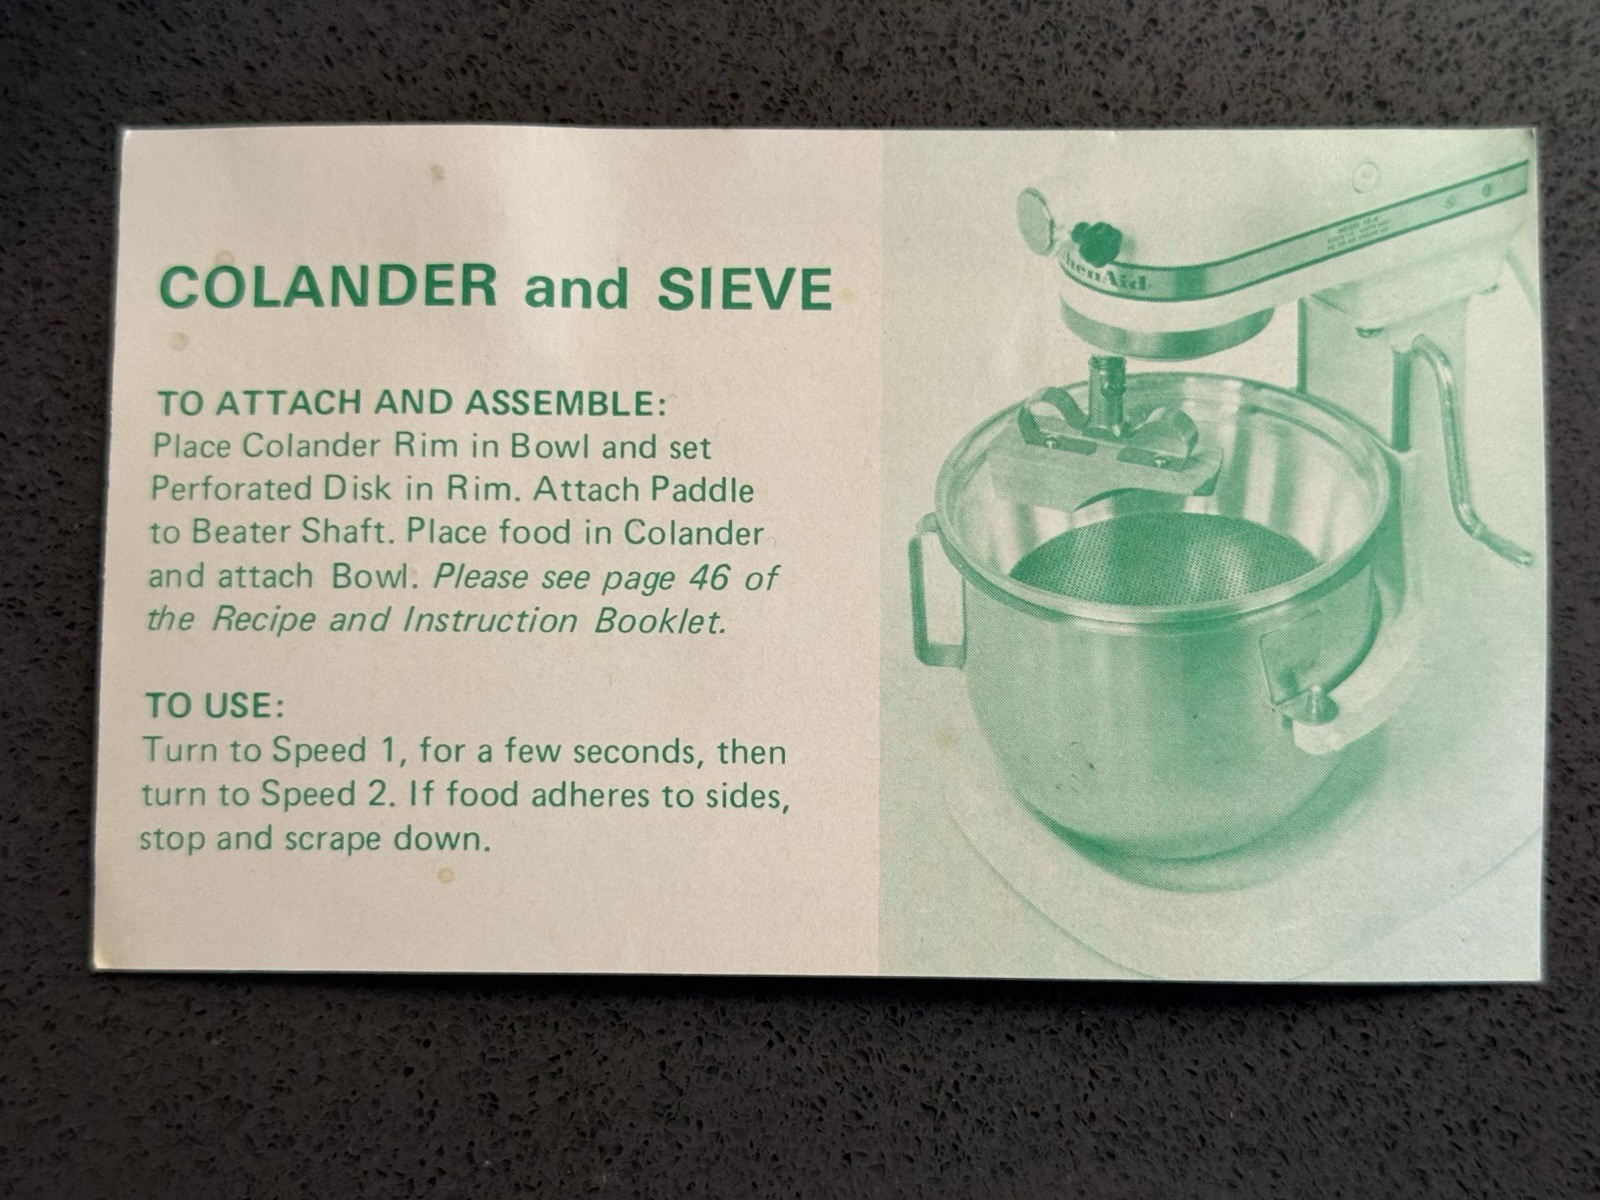 COLANDER and SIEVE
TO ATTACH AND ASSEMBLE:
Place Colander Rim in Bowl and set
Perforated Disk in Rim. Attach Paddle
to Beater Shaft. Place food in Colander
and attach Bowl. Please see page 46 of
the Recipe and Instruction Booklet.
TO USE:
Turn to Speed 1, for a few seconds, then
turn to Speed 2. If food adheres to sides,
stop and scrape down.
henAid